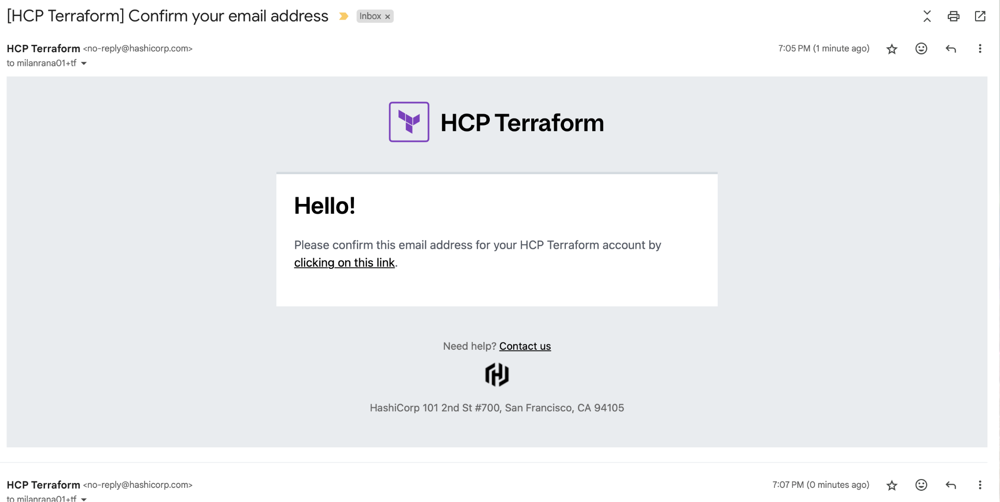 [HCP Terraform] Confirm your email address
Inbox ×
HCP Terraform <no-reply@hashicorp.com>
7:05 PM (1 minute ago)
to milanrana01+tf
HCP Terraform
Hello!
Please confirm this email address for your HCP Terraform account by
clicking on this link.
Need help? Contact us
HashiCorp 101 2nd St #700, San Francisco, CA 94105
HCP Terraform <no-reply@hashicorp.com>
7:07 PM (0 minutes ago)
to milanrana01+tf